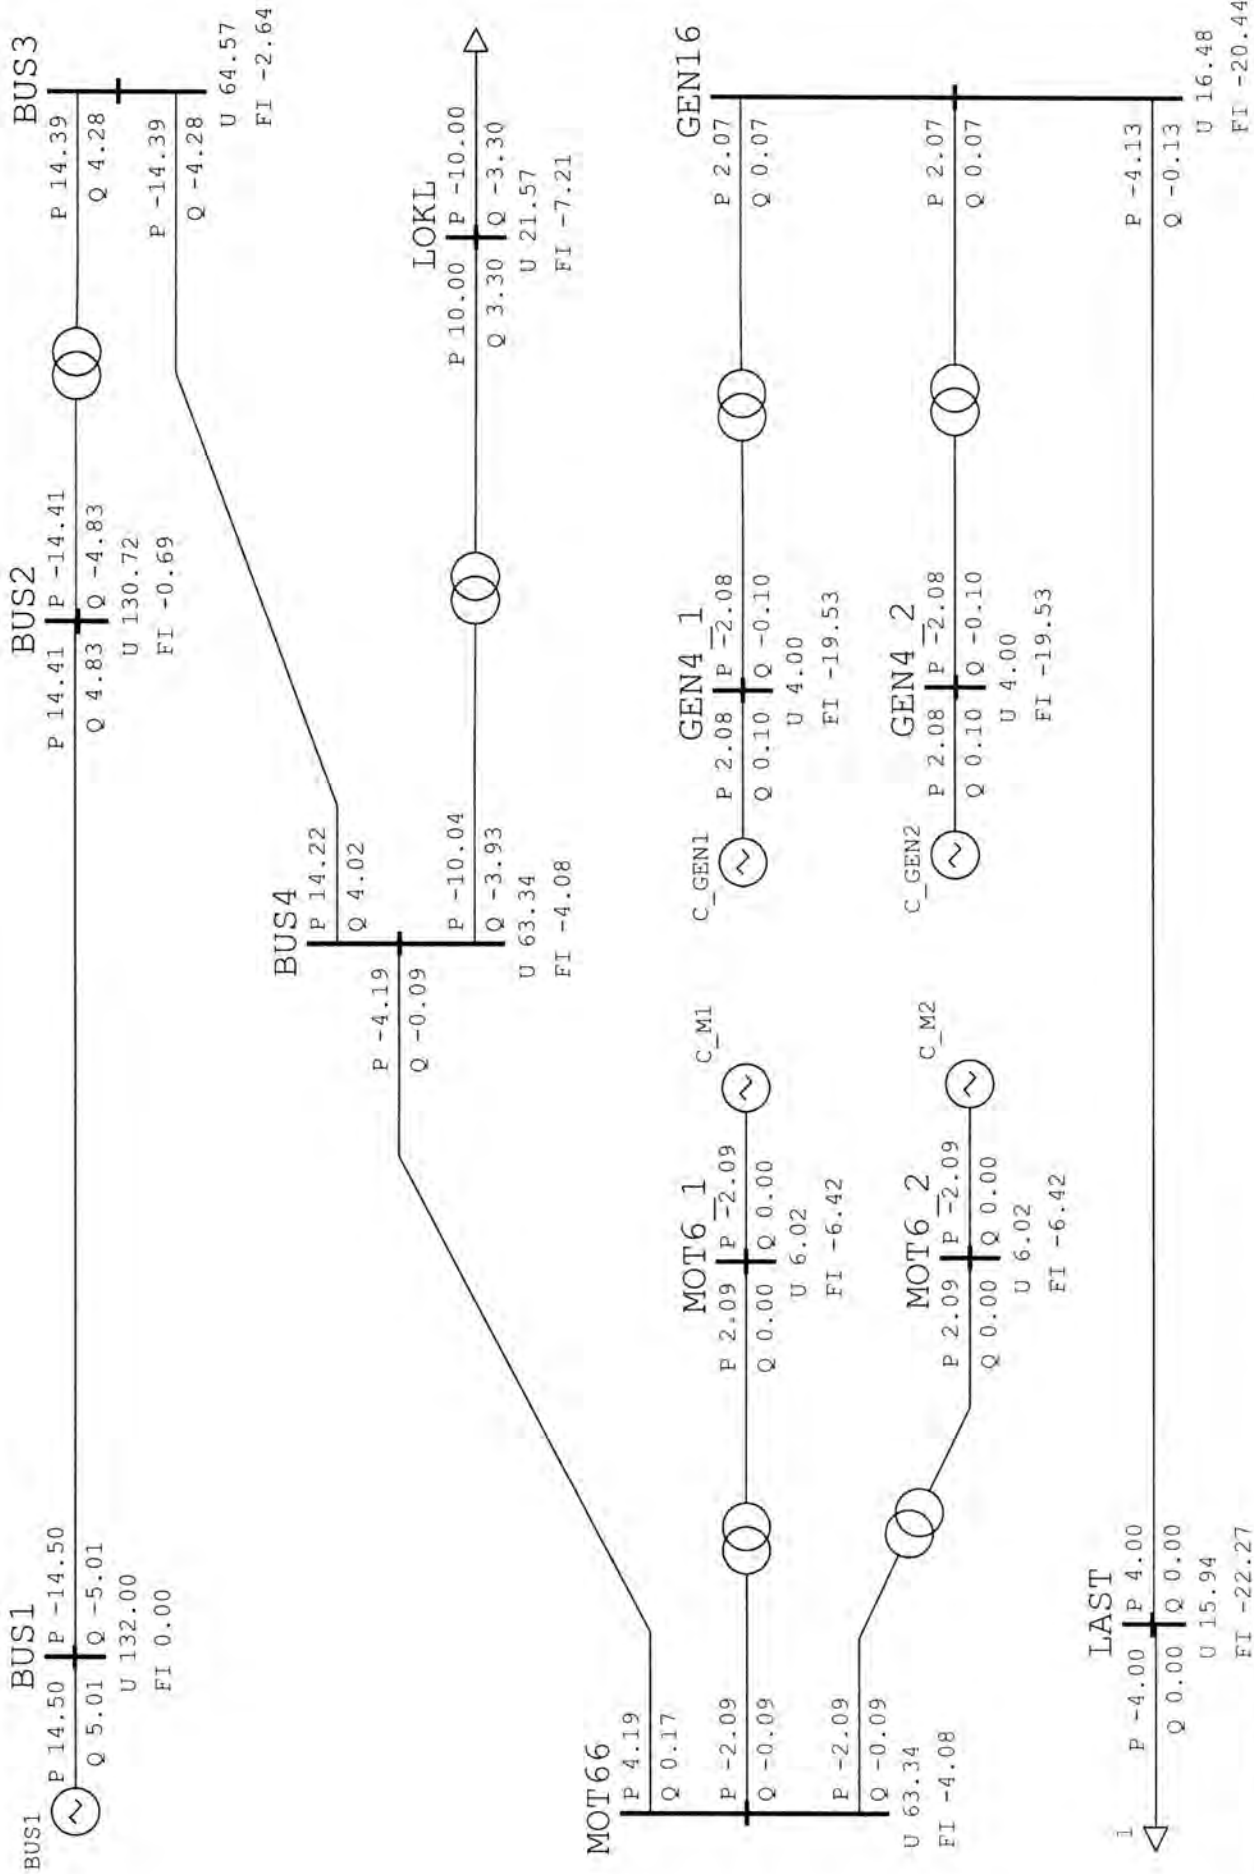 BUS1
BUS1
P 14.50 P -14.50
Q 5.01 Q -5.01
U 132.00
FI 0.00
BUS2
P 14.41 P -14.41
Q 4.83 Q -4.83
U 130.72
FI -0.69
BUS3
P 14.39
Q 4.28
P -14.39
Q -4.28
U 64.57
FI -2.64
BUS4
P 14.22
Q 4.02
P -4.19
Q -0.09
P -10.04
Q -3.93
U 63.34
FI -4.08
LOKL
P 10.00 P -10.00
Q 3.30 Q -3.30
U 21.57
FI -7.21
MOT66
P 4.19
Q 0.17
P -2.09
Q -0.09
P -2.09
Q -0.09
U 63.34
FI -4.08
MOT6_1
P 2.09 P -2.09
Q 0.00 Q 0.00
U 6.02
FI -6.42
C_M1
MOT6_2
P 2.09 P -2.09
Q 0.00 Q 0.00
U 6.02
FI -6.42
C_M2
C_GEN1
GEN4_1
P 2.08 P -2.08
Q 0.10 Q -0.10
U 4.00
FI -19.53
C_GEN2
GEN4_2
P 2.08 P -2.08
Q 0.10 Q -0.10
U 4.00
FI -19.53
GEN16
P 2.07
Q 0.07
P 2.07
Q 0.07
P -4.13
Q -0.13
U 16.48
FI -20.44
LAST
1
P -4.00 P 4.00
Q 0.00 Q 0.00
U 15.94
FI -22.27